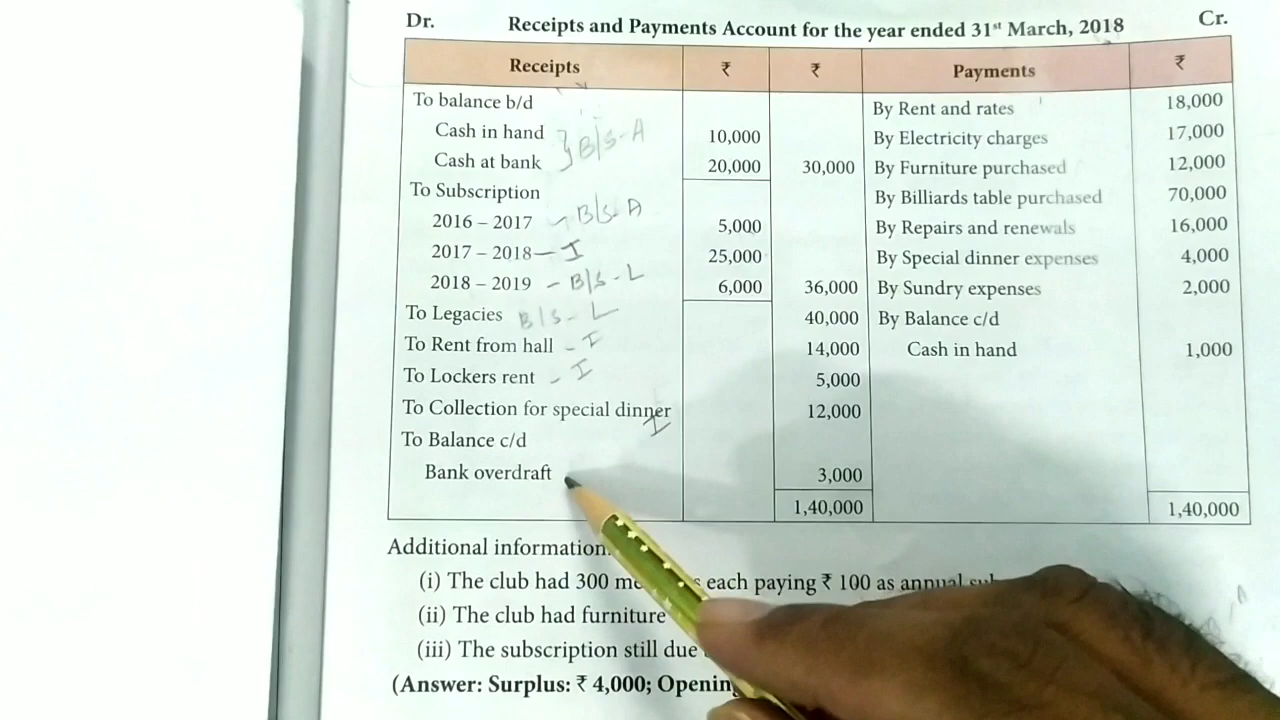 Dr. Receipts and Payments Account for the year ended 31st March, 2018 Cr.
Receipts ₹ ₹ Payments ₹
To balance b/d By Rent and rates 18,000
Cash in hand 10,000 By Electricity charges 17,000
B/S-A
Cash at bank 20,000 30,000 By Furniture purchased 12,000
To Subscription By Billiards table purchased 70,000
2016 – 2017 B/S-A 5,000 By Repairs and renewals 16,000
2017 – 2018 – I 25,000 By Special dinner expenses 4,000
2018 – 2019 – B/S-L 6,000 36,000 By Sundry expenses 2,000
To Legacies B/S-L 40,000 By Balance c/d
To Rent from hall – I 14,000 Cash in hand 1,000
To Lockers rent – I 5,000
To Collection for special dinner I 12,000
To Balance c/d
Bank overdraft 3,000
1,40,000 1,40,000
Additional information
(i) The club had 300 each paying ₹ 100 as annual
(ii) The club had furniture
(iii) The subscription still due
(Answer: Surplus: ₹ 4,000;